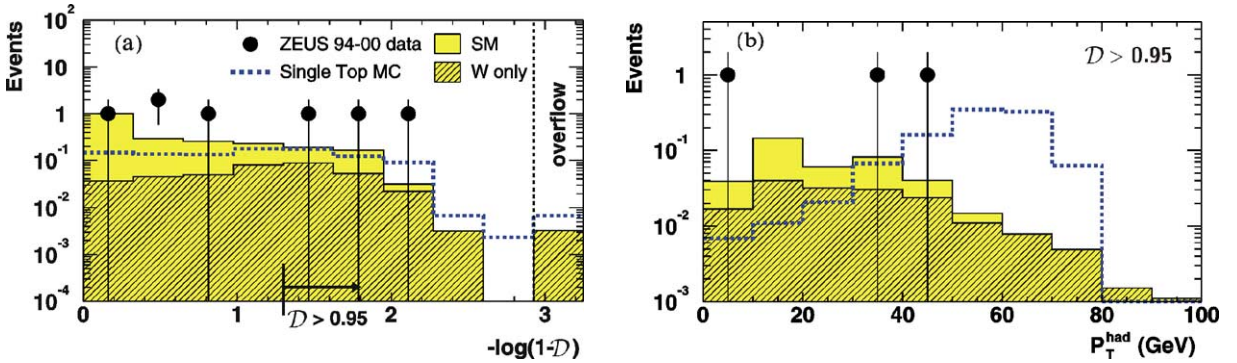 Events
10²
10
1
10⁻¹
10⁻²
10⁻³
10⁻⁴
(a)
ZEUS 94-00 data
SM
Single Top MC
W only
overflow
D > 0.95
0 1 2 3
-log(1-D)
Events
1
10⁻¹
10⁻²
10⁻³
(b)
D > 0.95
0 20 40 60 80 100
P_T^had (GeV)